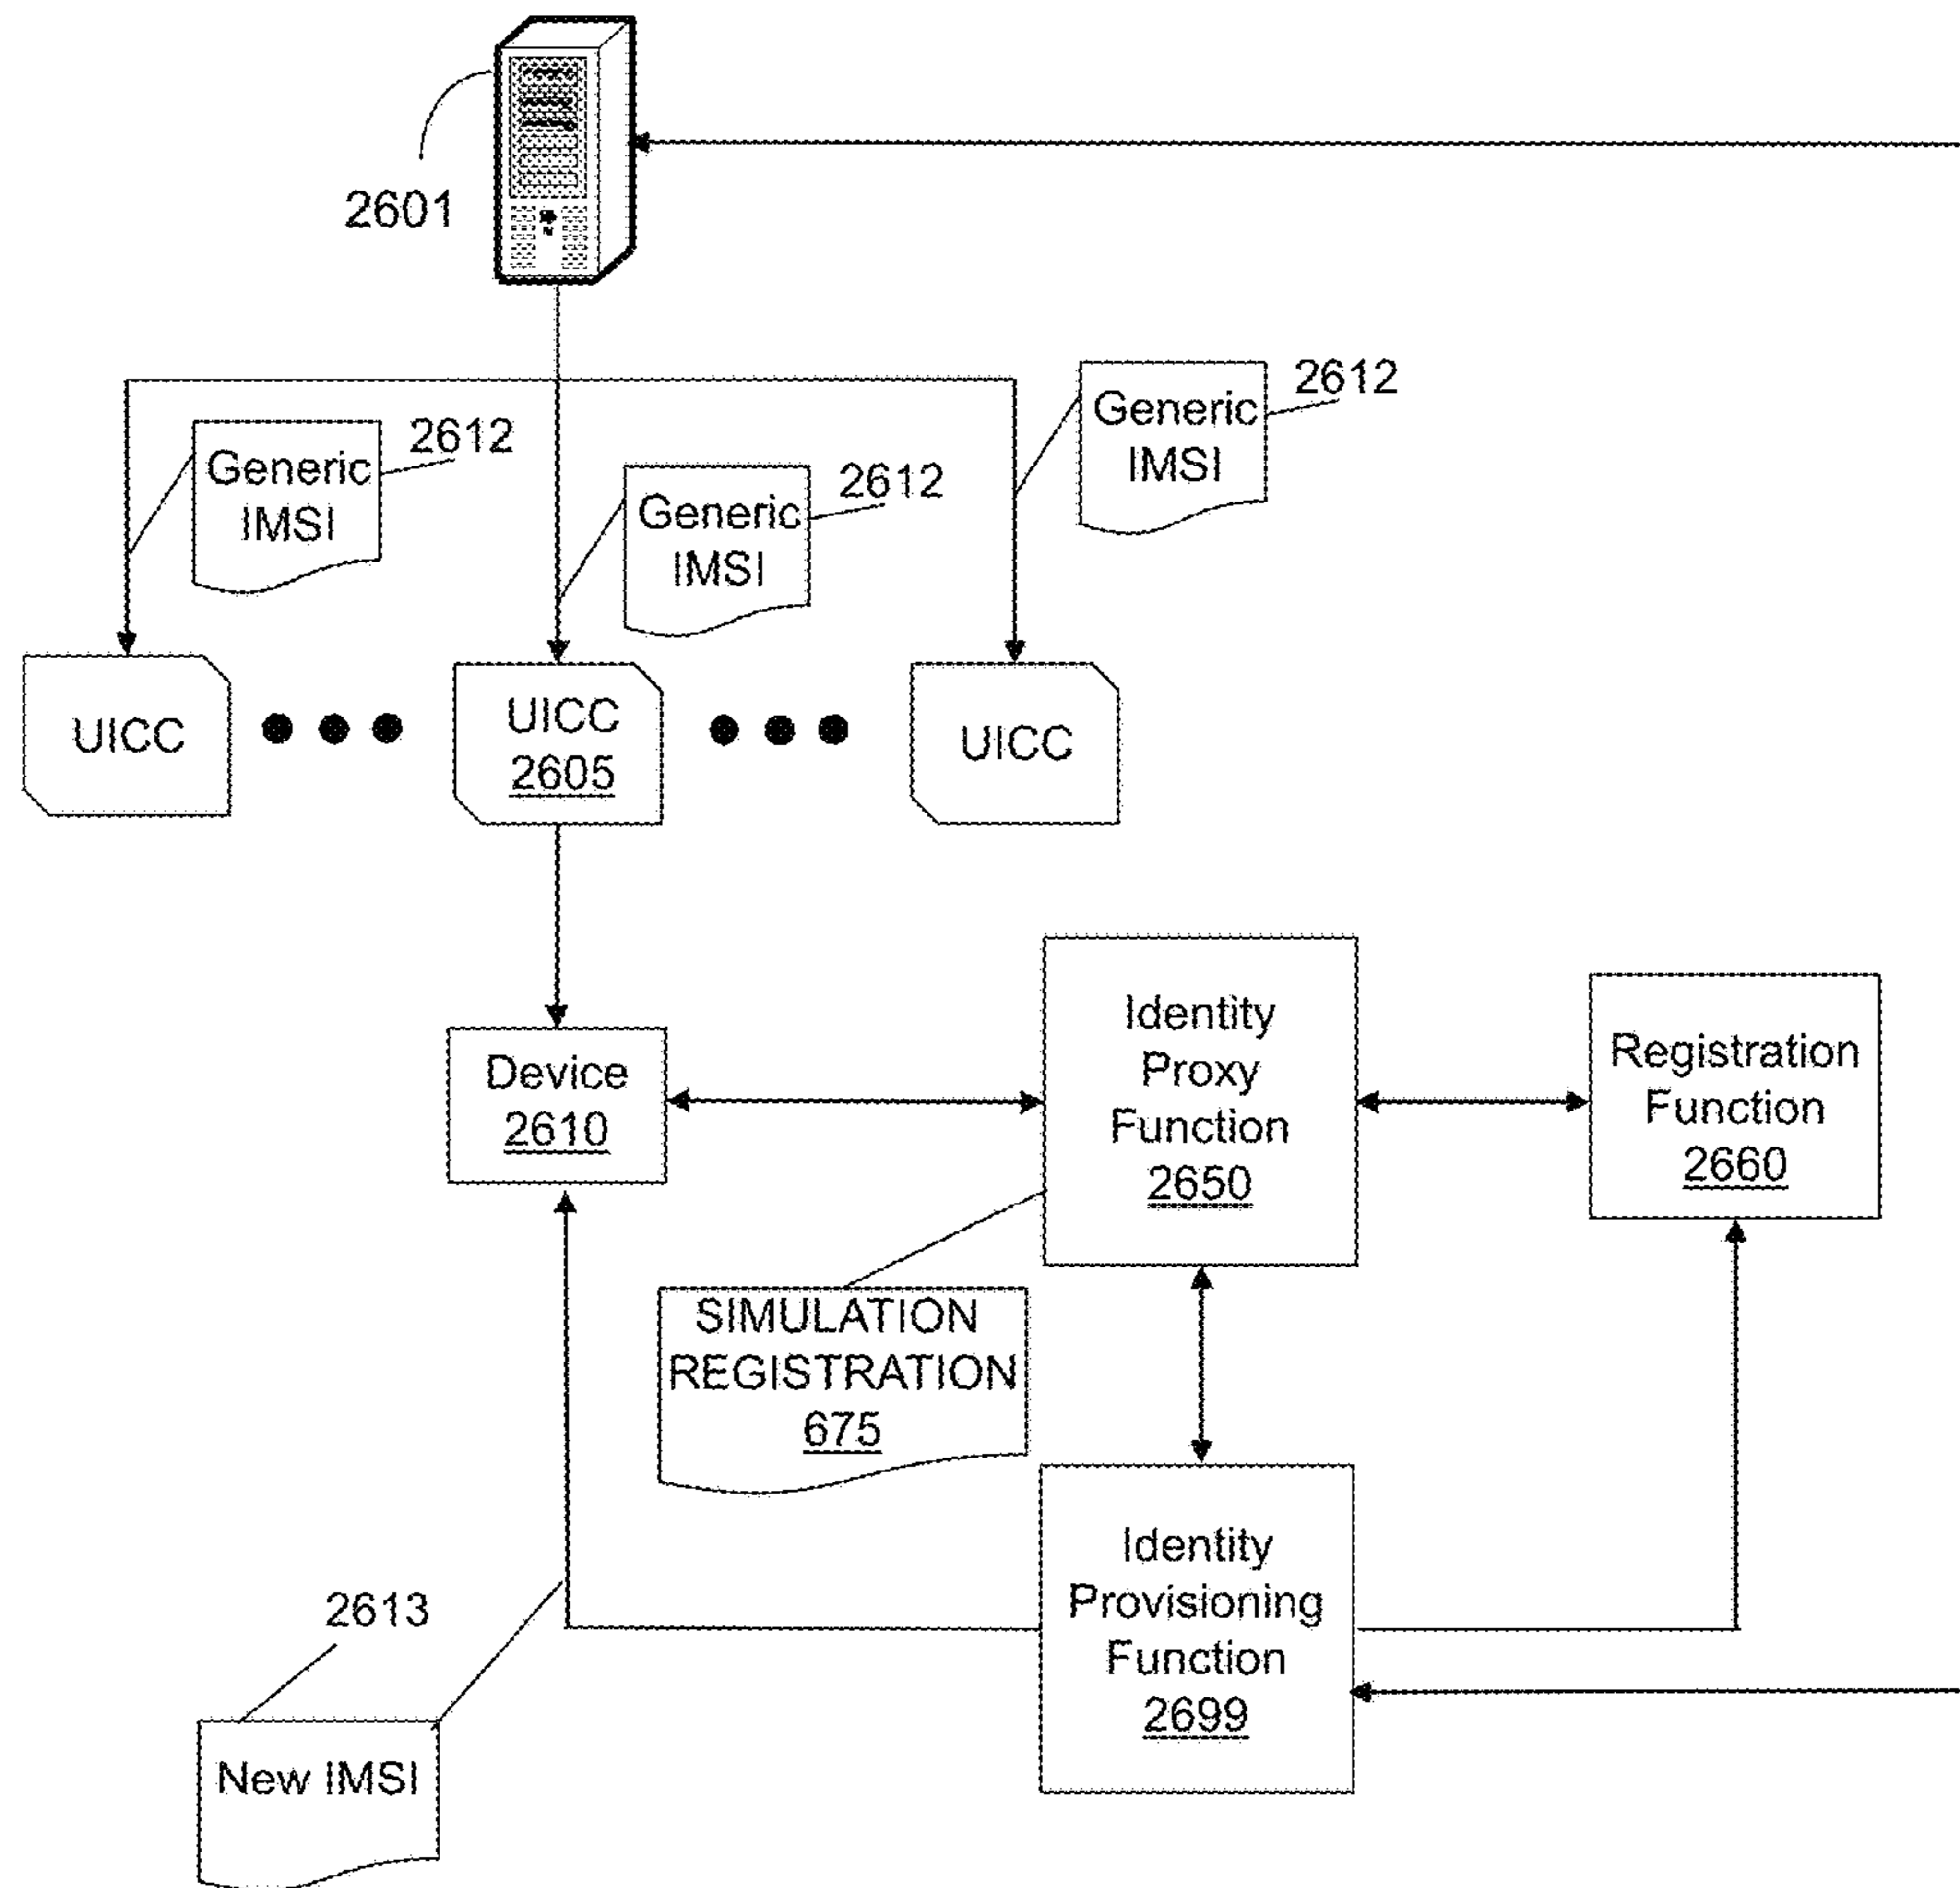 2601
Generic
IMSI
2612
Generic
IMSI
2612
Generic
IMSI
2612
UICC
UICC
2605
UICC
Device
2610
Identity
Proxy
Function
2650
Registration
Function
2660
SIMULATION
REGISTRATION
675
Identity
Provisioning
Function
2699
2613
New IMSI